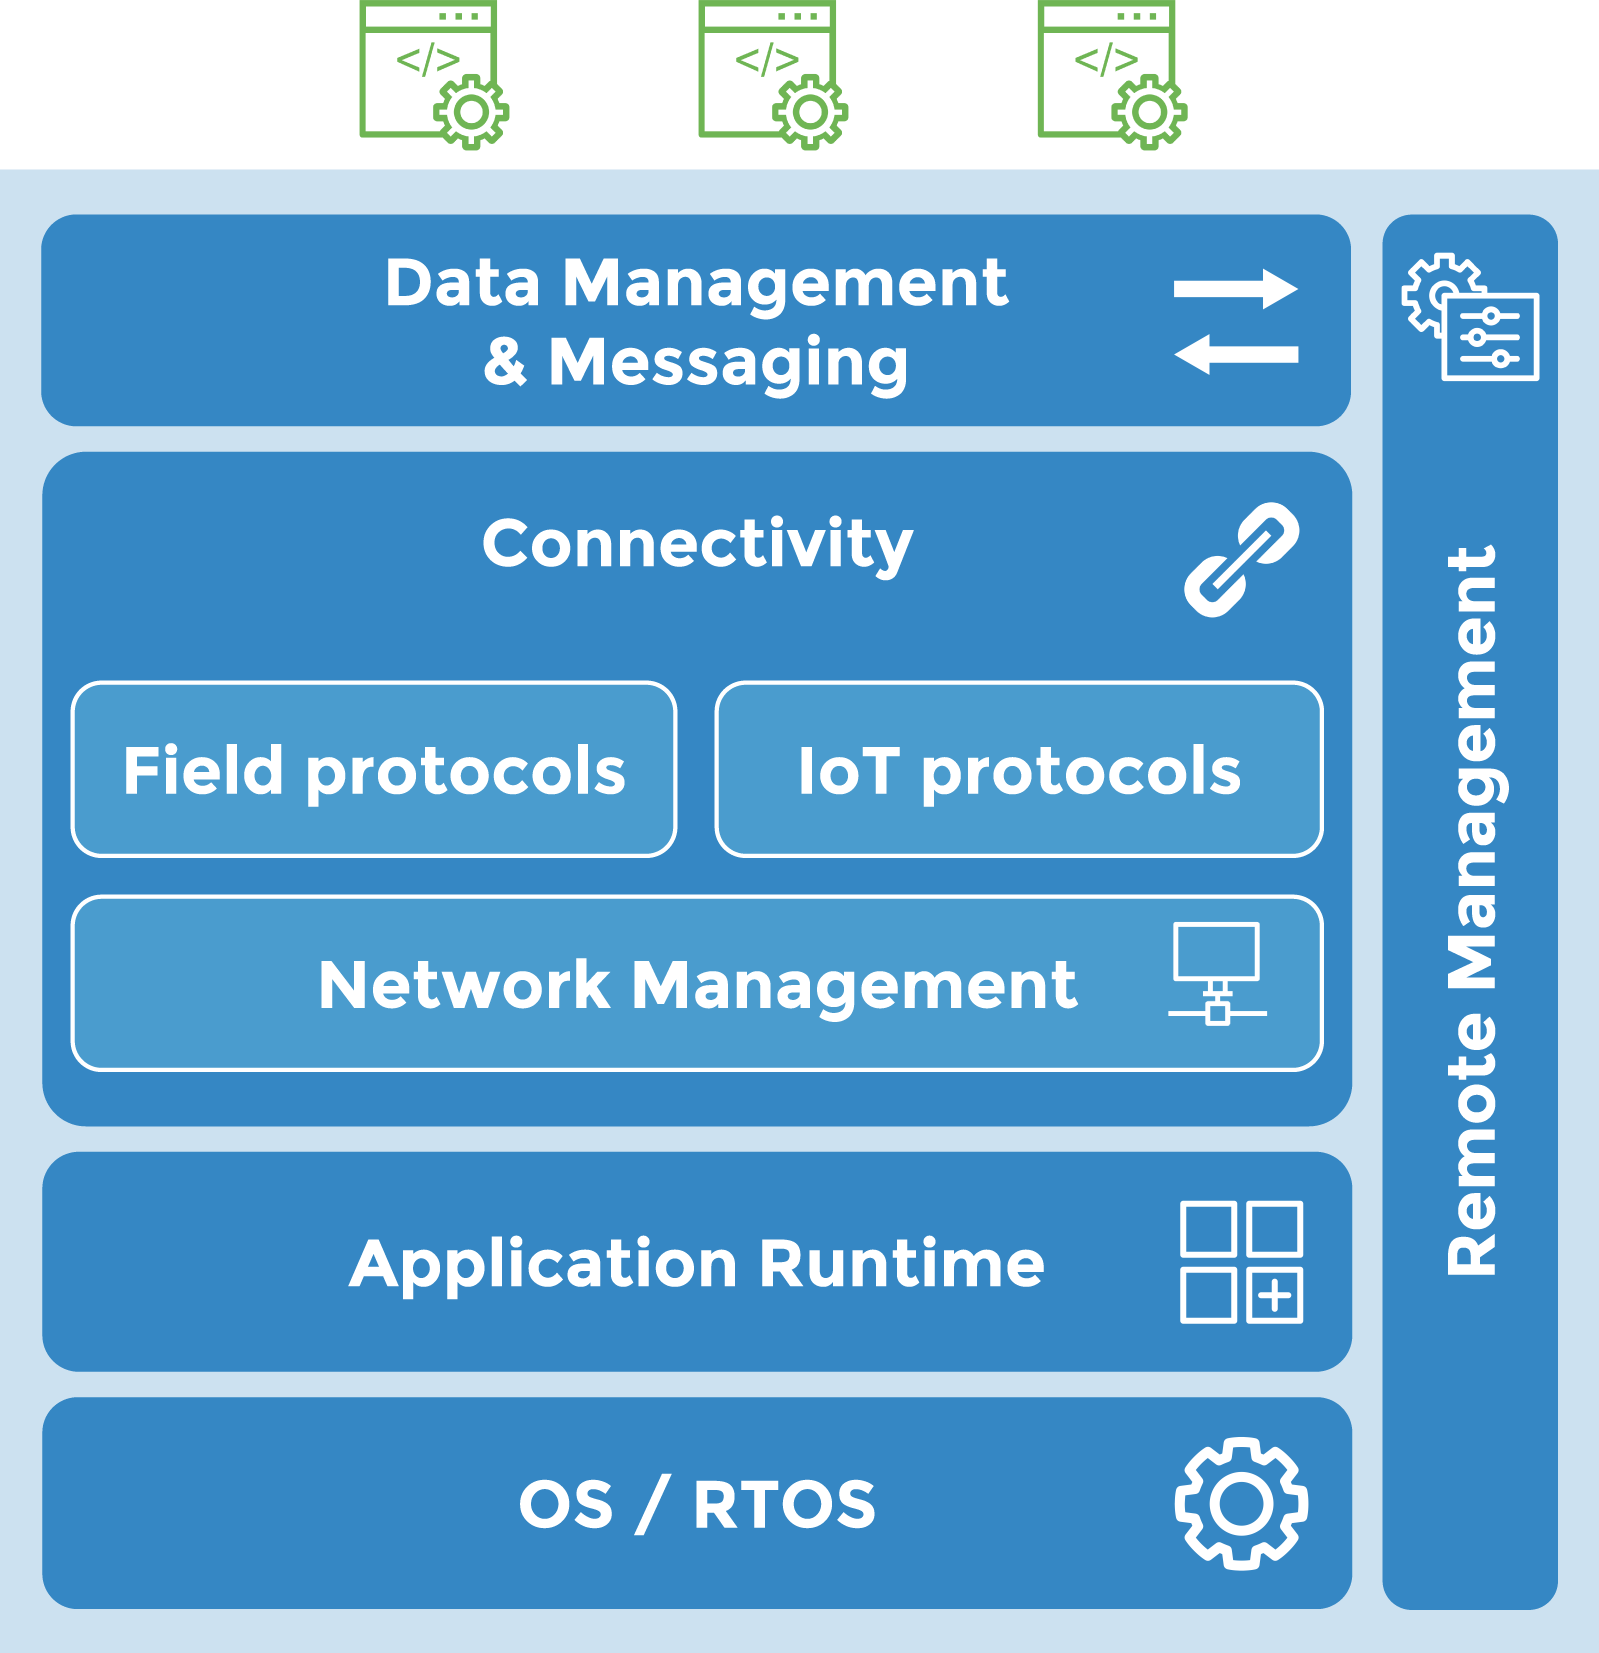 </>
</>
</>
Data Management
& Messaging
Connectivity
Field protocols
IoT protocols
Network Management
Application Runtime
OS / RTOS
Remote Management